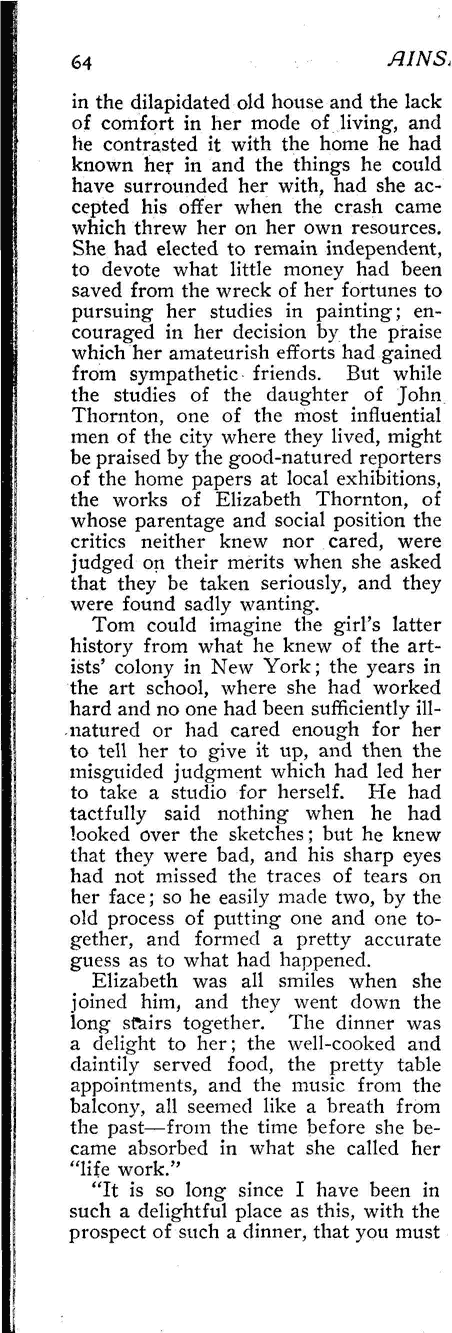 64 AINS
in the dilapidated old house and the lack
of comfort in her mode of living, and
he contrasted it with the home he had
known her in and the things he could
have surrounded her with, had she ac-
cepted his offer when the crash came
which threw her on her own resources.
She had elected to remain independent,
to devote what little money had been
saved from the wreck of her fortunes to
pursuing her studies in painting; en-
couraged in her decision by the praise
which her amateurish efforts had gained
from sympathetic friends. But while
the studies of the daughter of John
Thornton, one of the most influential
men of the city where they lived, might
be praised by the good-natured reporters
of the home papers at local exhibitions,
the works of Elizabeth Thornton, of
whose parentage and social position the
critics neither knew nor cared, were
judged on their merits when she asked
that they be taken seriously, and they
were found sadly wanting.
Tom could imagine the girl's latter
history from what he knew of the art-
ists' colony in New York; the years in
the art school, where she had worked
hard and no one had been sufficiently ill-
natured or had cared enough for her
to tell her to give it up, and then the
misguided judgment which had led her
to take a studio for herself. He had
tactfully said nothing when he had
looked over the sketches; but he knew
that they were bad, and his sharp eyes
had not missed the traces of tears on
her face; so he easily made two, by the
old process of putting one and one to-
gether, and formed a pretty accurate
guess as to what had happened.
Elizabeth was all smiles when she
joined him, and they went down the
long stairs together. The dinner was
a delight to her; the well-cooked and
daintily served food, the pretty table
appointments, and the music from the
balcony, all seemed like a breath from
the past—from the time before she be-
came absorbed in what she called her
"life work."
"It is so long since I have been in
such a delightful place as this, with the
prospect of such a dinner, that you must